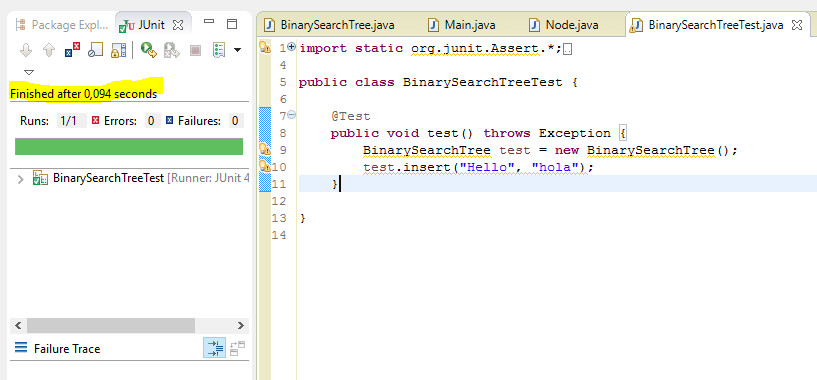 Package Expl...
JUnit
Finished after 0,094 seconds
Runs: 1/1 Errors: 0 Failures: 0
BinarySearchTreeTest [Runner: JUnit 4
Failure Trace
BinarySearchTree.java Main.java Node.java BinarySearchTreeTest.java
1 import static org.junit.Assert.*;
4
5 public class BinarySearchTreeTest {
6
7 @Test
8 public void test() throws Exception {
9 BinarySearchTree test = new BinarySearchTree();
10 test.insert("Hello", "hola");
11 }
12
13 }
14